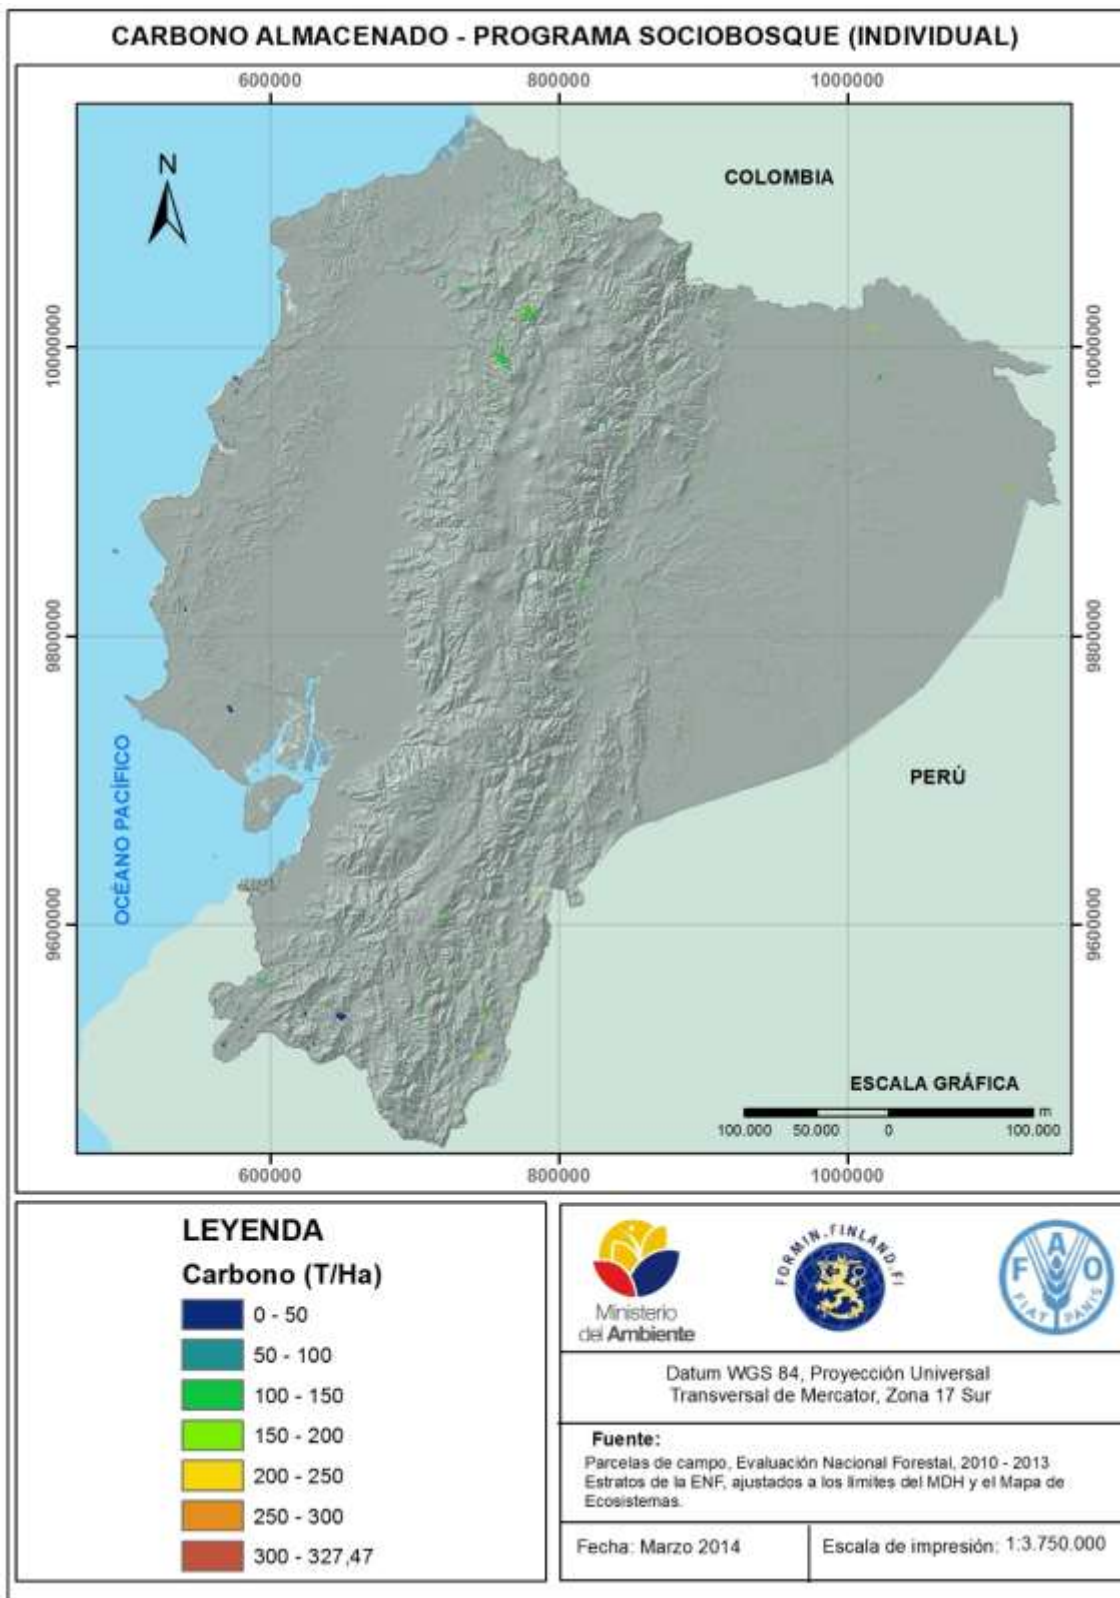 CARBONO ALMACENADO - PROGRAMA SOCIOBOSQUE (INDIVIDUAL)
600000
800000
1000000
N
COLOMBIA
10000000
10000000
9800000
9800000
OCÉANO PACÍFICO
PERÚ
9600000
9600000
ESCALA GRÁFICA
m
100.000
50.000
0
100.000
600000
800000
1000000
LEYENDA
Carbono (T/Ha)
0 - 50
50 - 100
100 - 150
150 - 200
200 - 250
250 - 300
300 - 327,47
Ministerio
del Ambiente
FORMIN.FINLAND.FI
F A O
FIAT PANIS
Datum WGS 84, Proyección Universal
Transversal de Mercator, Zona 17 Sur
Fuente:
Parcelas de campo, Evaluación Nacional Forestal, 2010 - 2013
Estratos de la ENF, ajustados a los límites del MDH y el Mapa de
Ecosistemas.
Fecha: Marzo 2014
Escala de impresión: 1:3.750.000